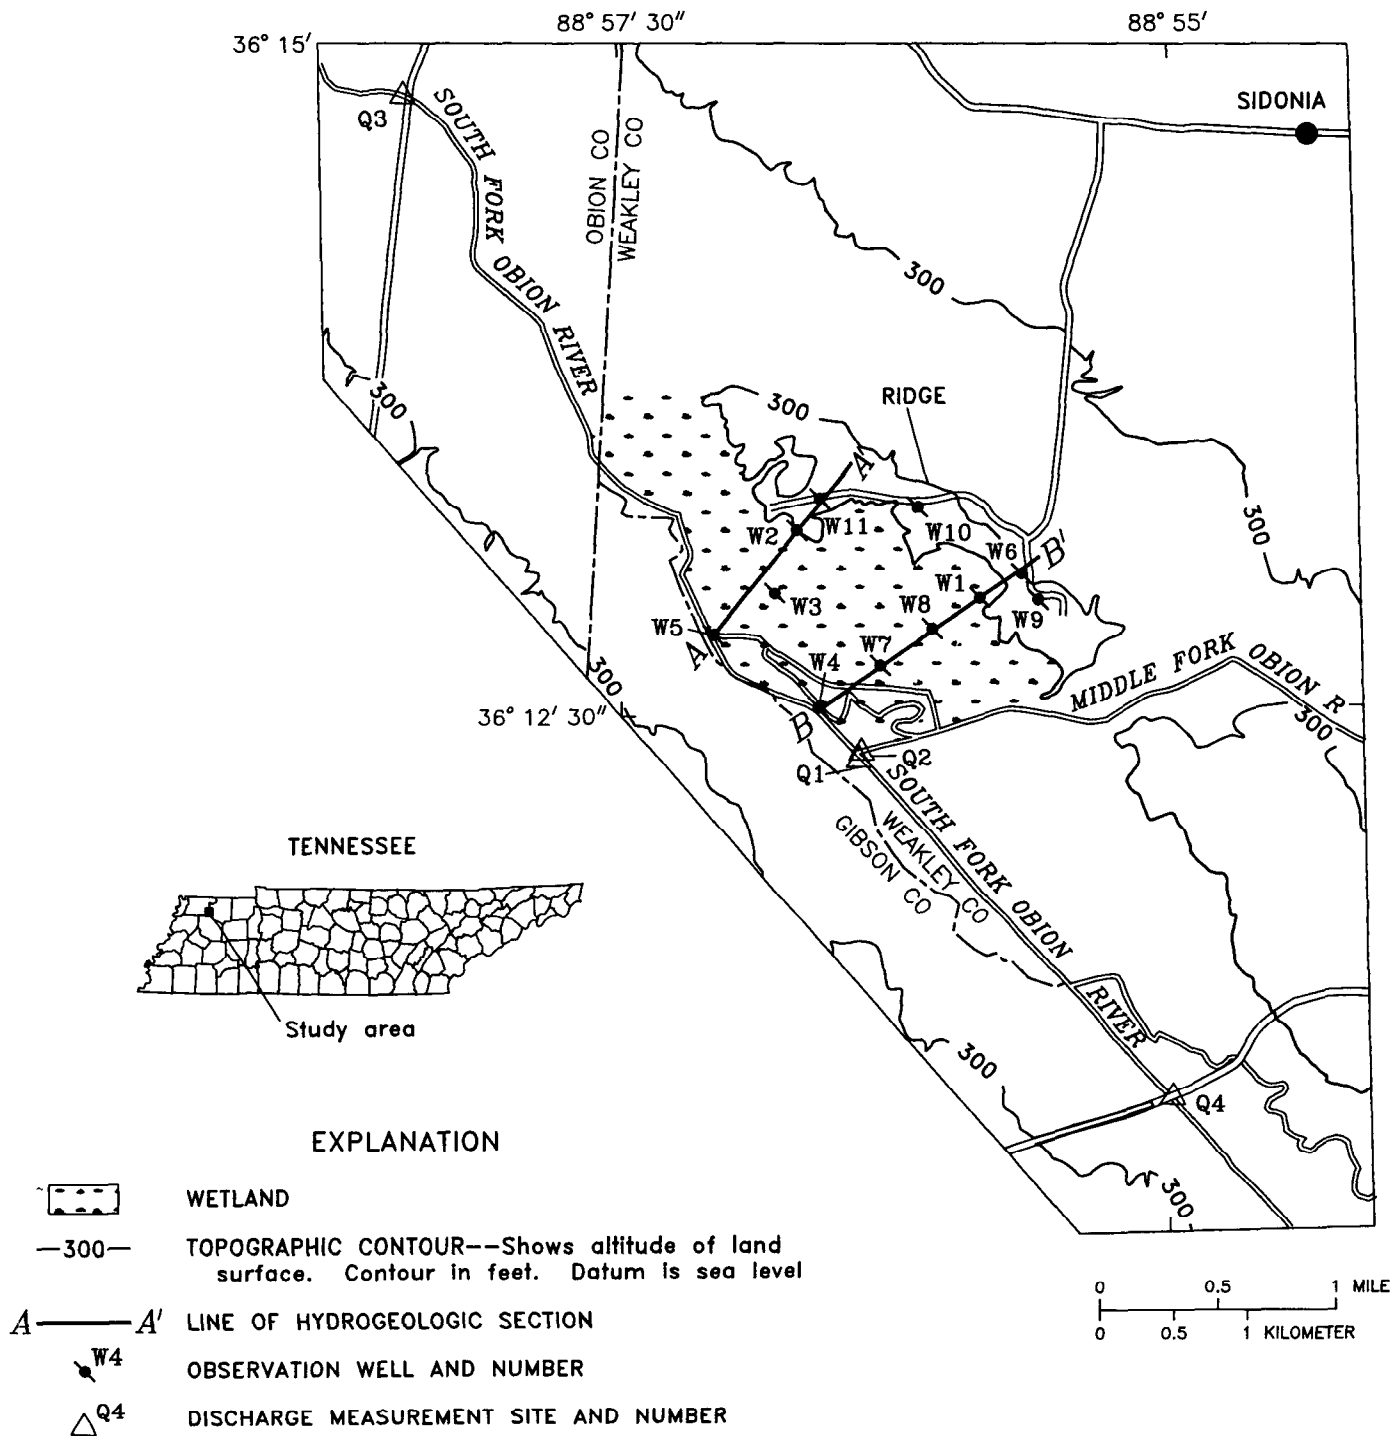 88° 57′ 30″
88° 55′
36° 15′
SIDONIA
Q3
SOUTH FORK OBION RIVER
OBION CO
WEAKLEY CO
300
300
300
RIDGE
A'
W11
W10
W2
W6
B'
300
W1
W3
W8
W9
W5
W7
W4
A
MIDDLE FORK OBION R
300
36° 12′ 30″
B
300
Q2
Q1
SOUTH FORK OBION RIVER
WEAKLEY CO
GIBSON CO
TENNESSEE
Study area
300
Q4
300
EXPLANATION
WETLAND
—300— TOPOGRAPHIC CONTOUR--Shows altitude of land
surface. Contour in feet. Datum is sea level
A A' LINE OF HYDROGEOLOGIC SECTION
W4 OBSERVATION WELL AND NUMBER
Q4 DISCHARGE MEASUREMENT SITE AND NUMBER
0 0.5 1 MILE
0 0.5 1 KILOMETER